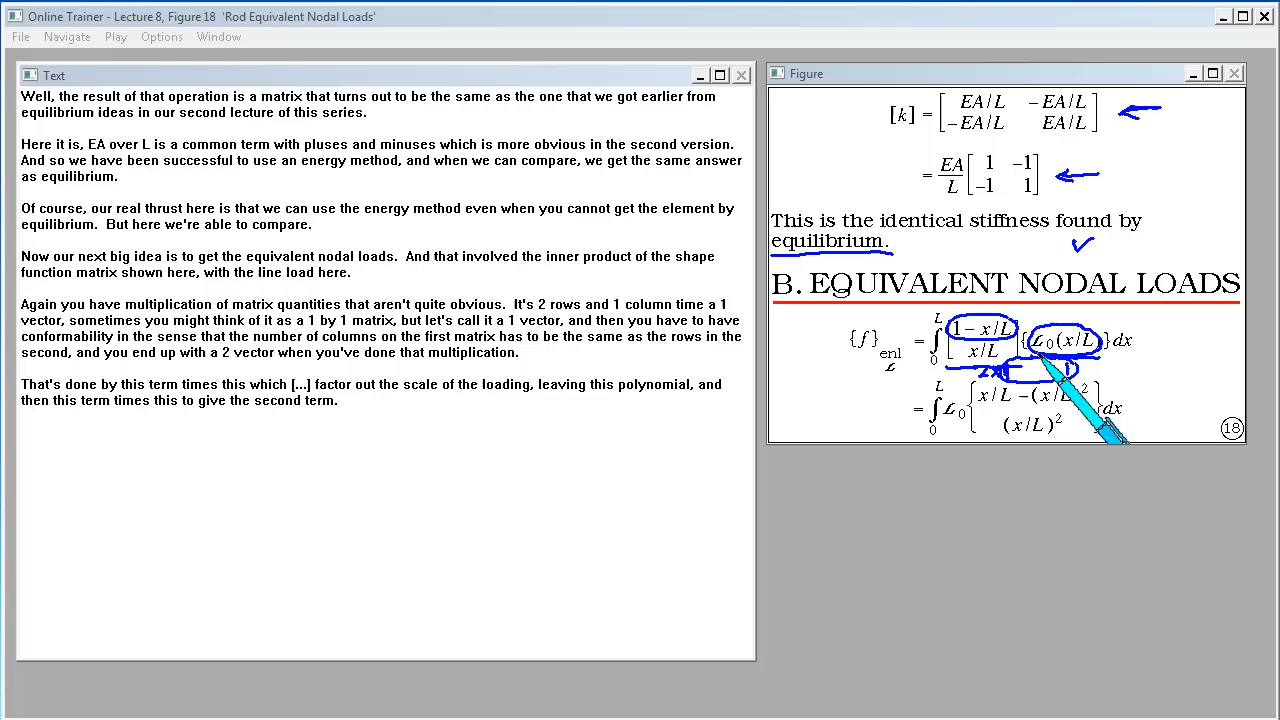 Online Trainer - Lecture 8, Figure 18 'Rod Equivalent Nodal Loads'
File Navigate Play Options Window
Text
Well, the result of that operation is a matrix that turns out to be the same as the one that we got earlier from
equilibrium ideas in our second lecture of this series.
Here it is, EA over L is a common term with pluses and minuses which is more obvious in the second version.
And so we have been successful to use an energy method, and when we can compare, we get the same answer
as equilibrium.
Of course, our real thrust here is that we can use the energy method even when you cannot get the element by
equilibrium. But here we're able to compare.
Now our next big idea is to get the equivalent nodal loads. And that involved the inner product of the shape
function matrix shown here, with the line load here.
Again you have multiplication of matrix quantities that aren't quite obvious. It's 2 rows and 1 column time a 1
vector, sometimes you might think of it as a 1 by 1 matrix, but let's call it a 1 vector, and then you have to have
conformability in the sense that the number of columns on the first matrix has to be the same as the rows in the
second, and you end up with a 2 vector when you've done that multiplication.
That's done by this term times this which [...] factor out the scale of the loading, leaving this polynomial, and
then this term times this to give the second term.
Figure
[k] = [ EA/L -EA/L
-EA/L EA/L ]
= EA/L [ 1 -1
-1 1 ]
This is the identical stiffness found by
equilibrium.
B. EQUIVALENT NODAL LOADS
{f} enl ℒ = ∫ 0 L [ 1 - x/L
x/L ] {ℒ0(x/L)}dx
= ∫ 0 L ℒ0 { x/L - (x/L)2
(x/L)2 } dx
18